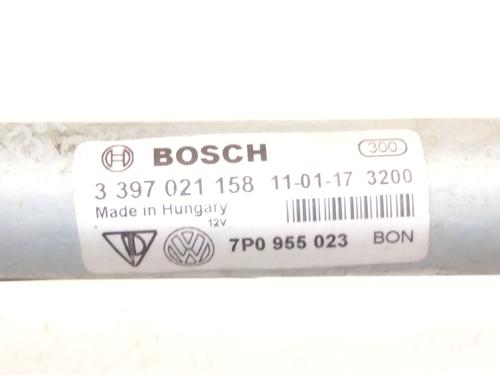 BOSCH
300
3 397 021 158 11-01-17 3200
Made in Hungary
12V
7P0 955 023 BON